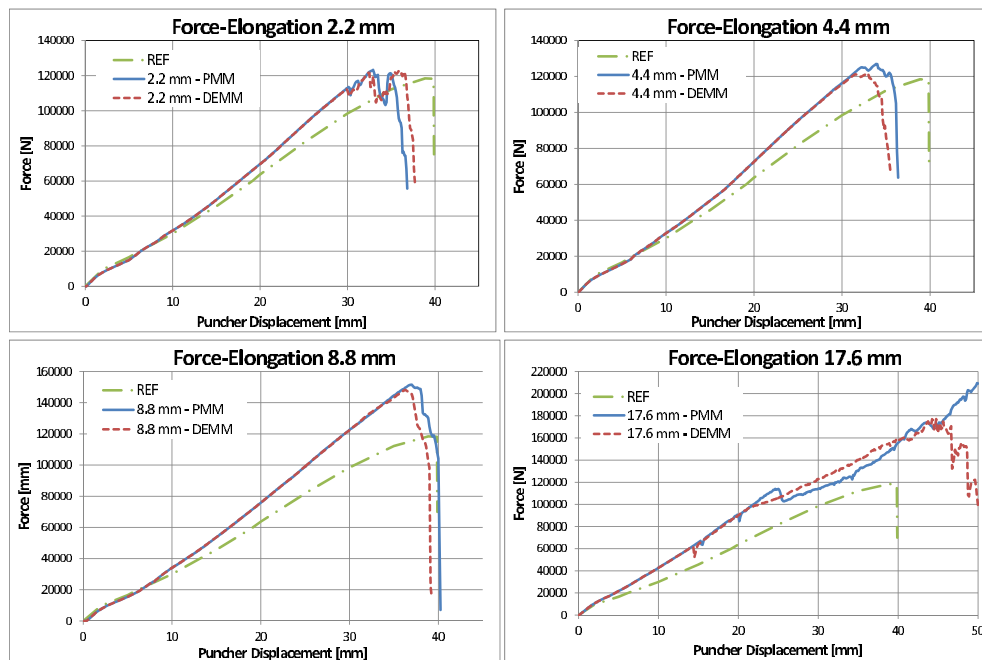 Force-Elongation 2.2 mm
140000
120000
100000
80000
60000
40000
20000
0
Force [N]
REF
2.2 mm - PMM
2.2 mm - DEMM
0 10 20 30 40
Puncher Displacement [mm]
Force-Elongation 4.4 mm
140000
120000
100000
80000
60000
40000
20000
0
Force [N]
REF
4.4 mm - PMM
4.4 mm - DEMM
0 10 20 30 40
Puncher Displacement [mm]
Force-Elongation 8.8 mm
160000
140000
120000
100000
80000
60000
40000
20000
0
Force [mm]
REF
8.8 mm - PMM
8.8 mm - DEMM
0 10 20 30 40
Puncher Displacement [mm]
Force-Elongation 17.6 mm
220000
200000
180000
160000
140000
120000
100000
80000
60000
40000
20000
0
Force [N]
REF
17.6 mm - PMM
17.6 mm - DEMM
0 10 20 30 40 50
Puncher Displacement [mm]